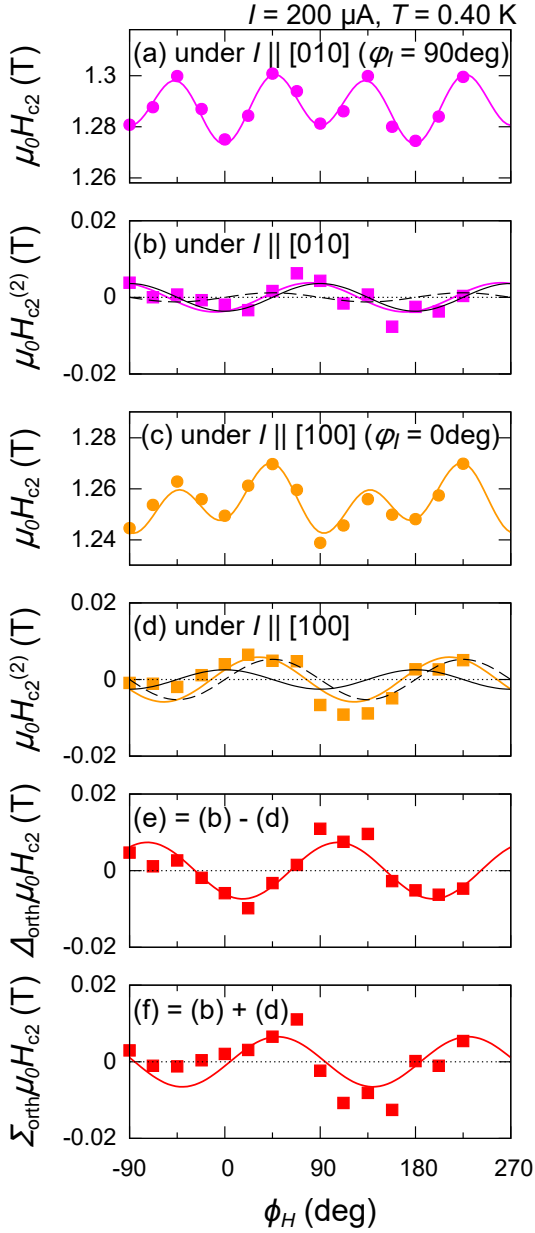 I = 200 μA, T = 0.40 K
(a) under I || [010] (φI = 90deg)
μ0Hc2 (T)
1.3
1.28
1.26
(b) under I || [010]
μ0Hc2(2) (T)
0.02
0
-0.02
(c) under I || [100] (φI = 0deg)
μ0Hc2 (T)
1.28
1.26
1.24
(d) under I || [100]
μ0Hc2(2) (T)
0.02
0
-0.02
(e) = (b) - (d)
Δorthμ0Hc2 (T)
0.02
0
-0.02
(f) = (b) + (d)
Σorthμ0Hc2 (T)
0.02
0
-0.02
-90 0 90 180 270
ϕH (deg)